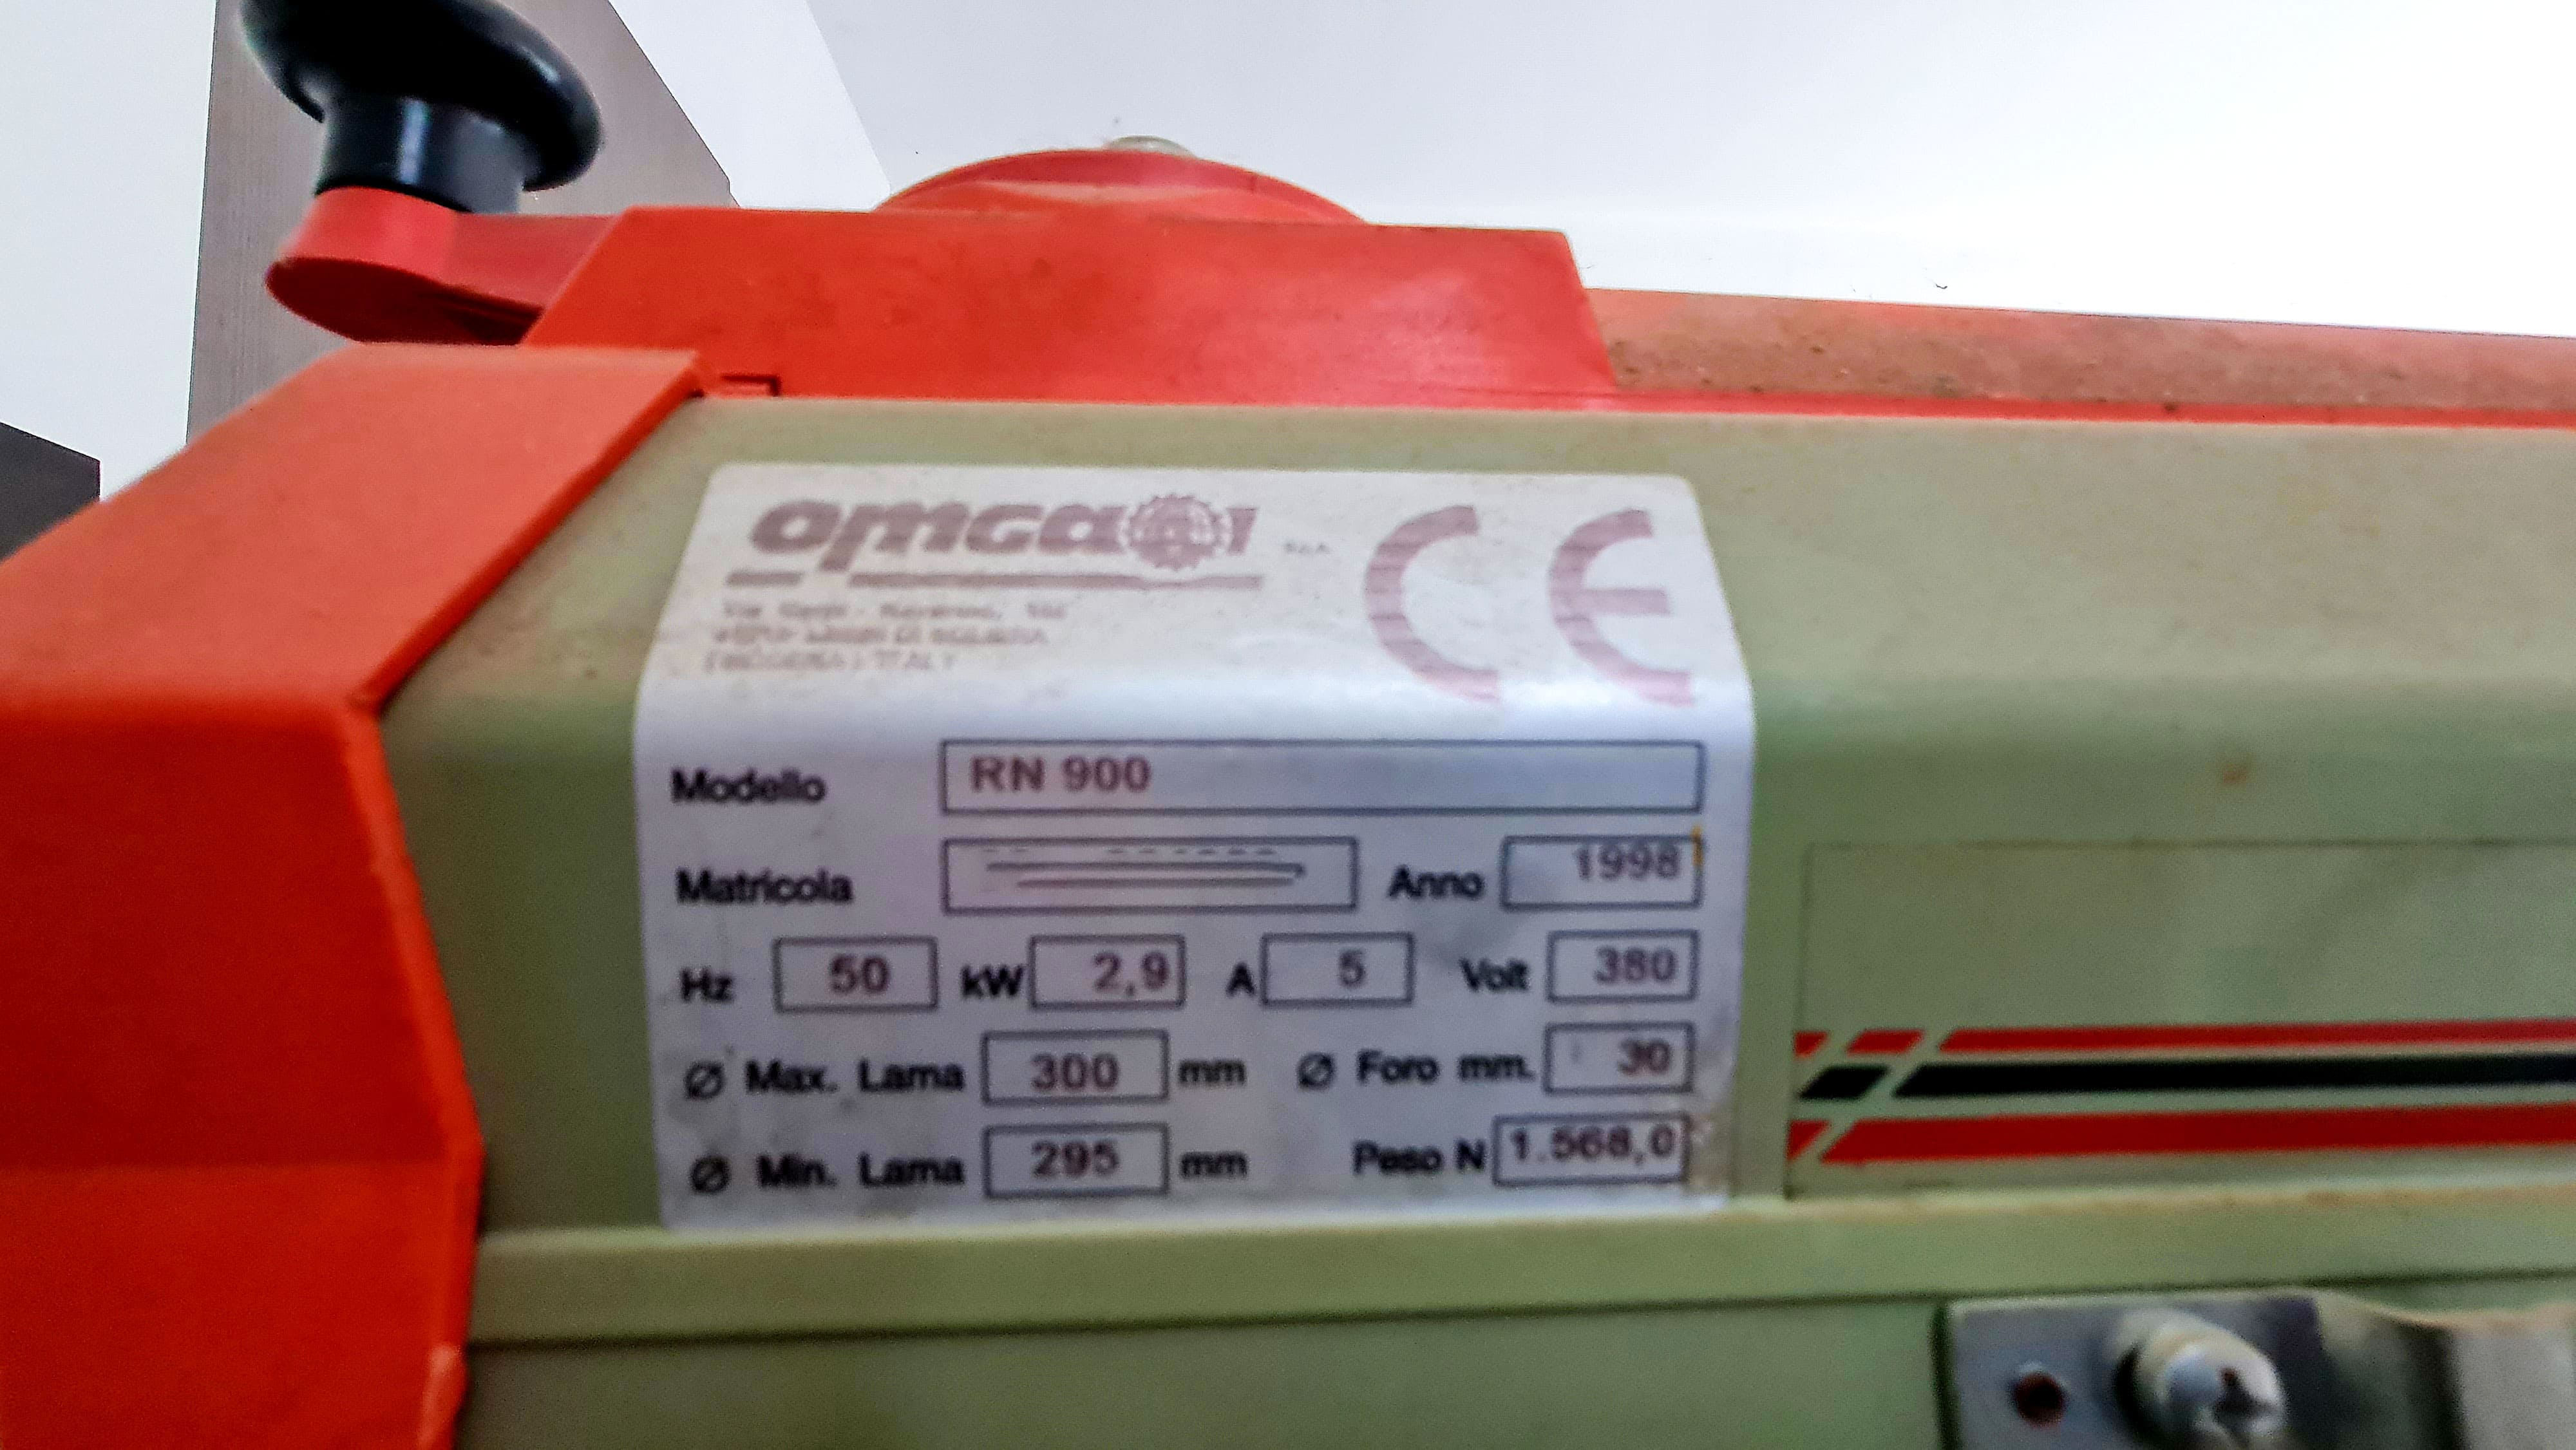 omga
CE
ITALY
Modello RN 900
Matricola Anno 1998
Hz 50 kW 2,9 A 5 Volt 380
Ø Max. Lama 300 mm Ø Foro mm. 30
Ø Min. Lama 295 mm Peso N 1.568,0